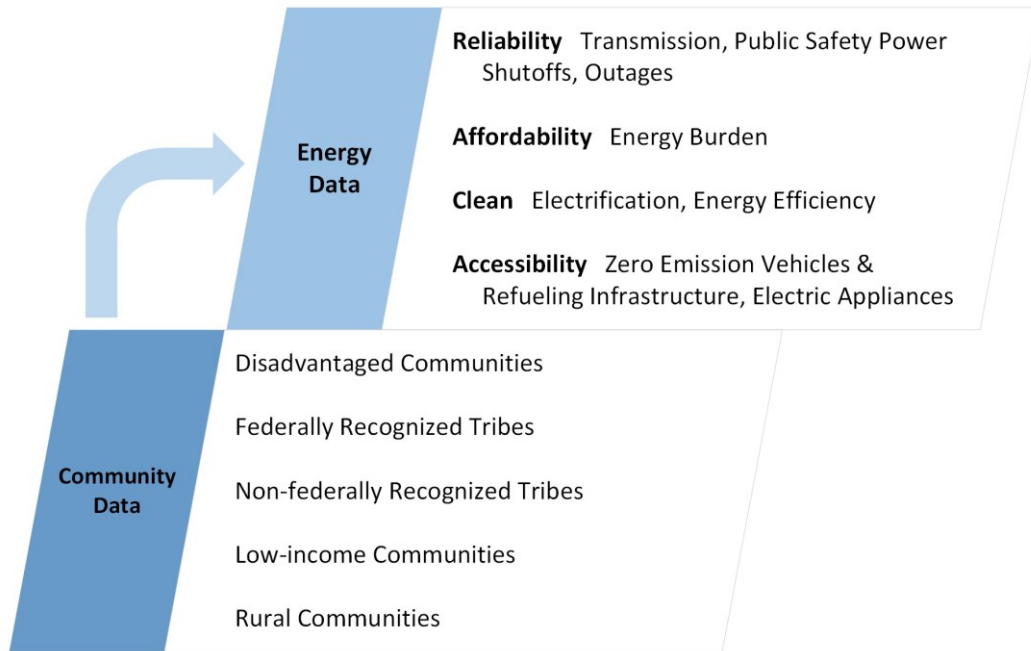 Energy
Data
Reliability Transmission, Public Safety Power
Shutoffs, Outages
Affordability Energy Burden
Clean Electrification, Energy Efficiency
Accessibility Zero Emission Vehicles &
Refueling Infrastructure, Electric Appliances
Community
Data
Disadvantaged Communities
Federally Recognized Tribes
Non-federally Recognized Tribes
Low-income Communities
Rural Communities